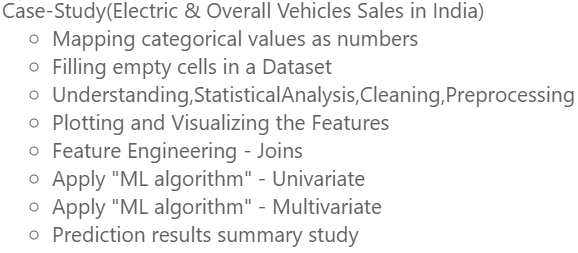 Case-Study(Electric & Overall Vehicles Sales in India)
Mapping categorical values as numbers
Filling empty cells in a Dataset
Understanding,StatisticalAnalysis,Cleaning,Preprocessing
Plotting and Visualizing the Features
Feature Engineering - Joins
Apply "ML algorithm" - Univariate
Apply "ML algorithm" - Multivariate
Prediction results summary study